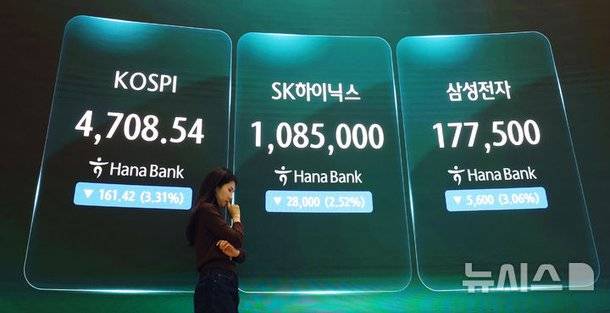 KOSPI
4,708.54
Hana Bank
▼ 161.42 (3.31%)
SK하이닉스
1,085,000
Hana Bank
▼ 28,000 (2.52%)
삼성전자
177,500
Hana Bank
▼ 5,600 (3.06%)
뉴시스